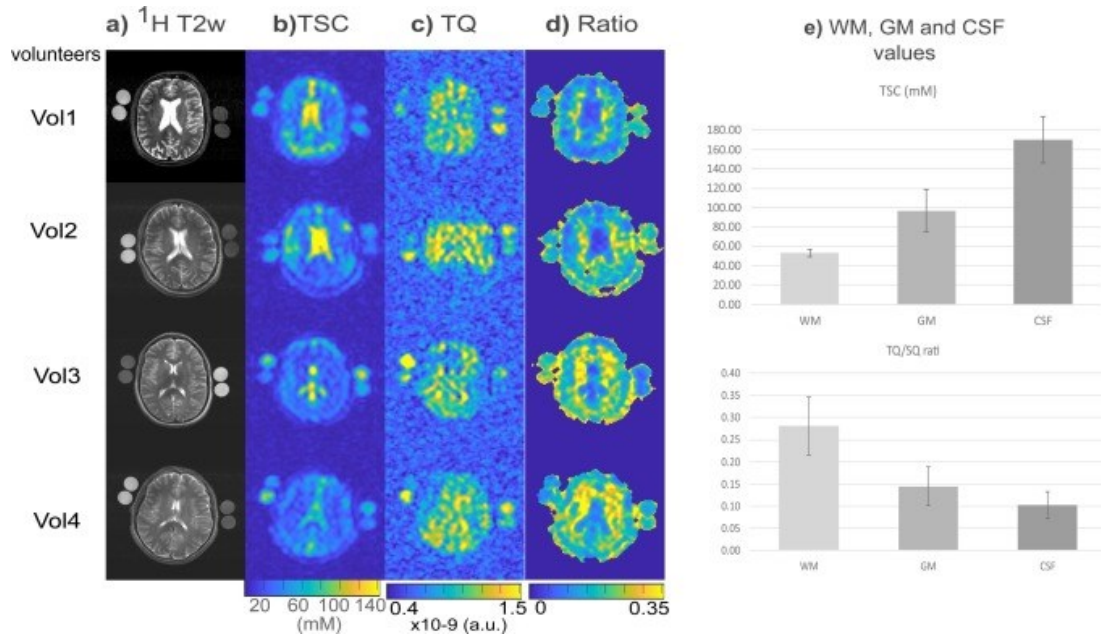 a) ¹H T2w b)TSC c) TQ d) Ratio
e) WM, GM and CSF
values
volunteers
Vol1
Vol2
Vol3
Vol4
20 60 100 140
(mM)
0.4 1.5
x10-9 (a.u.)
0 0.35
TSC (mM)
180.00
160.00
140.00
120.00
100.00
80.00
60.00
40.00
20.00
0.00
WM GM CSF
TQ/SQ rati
0.40
0.35
0.30
0.25
0.20
0.15
0.10
0.05
0.00
WM GM CSF